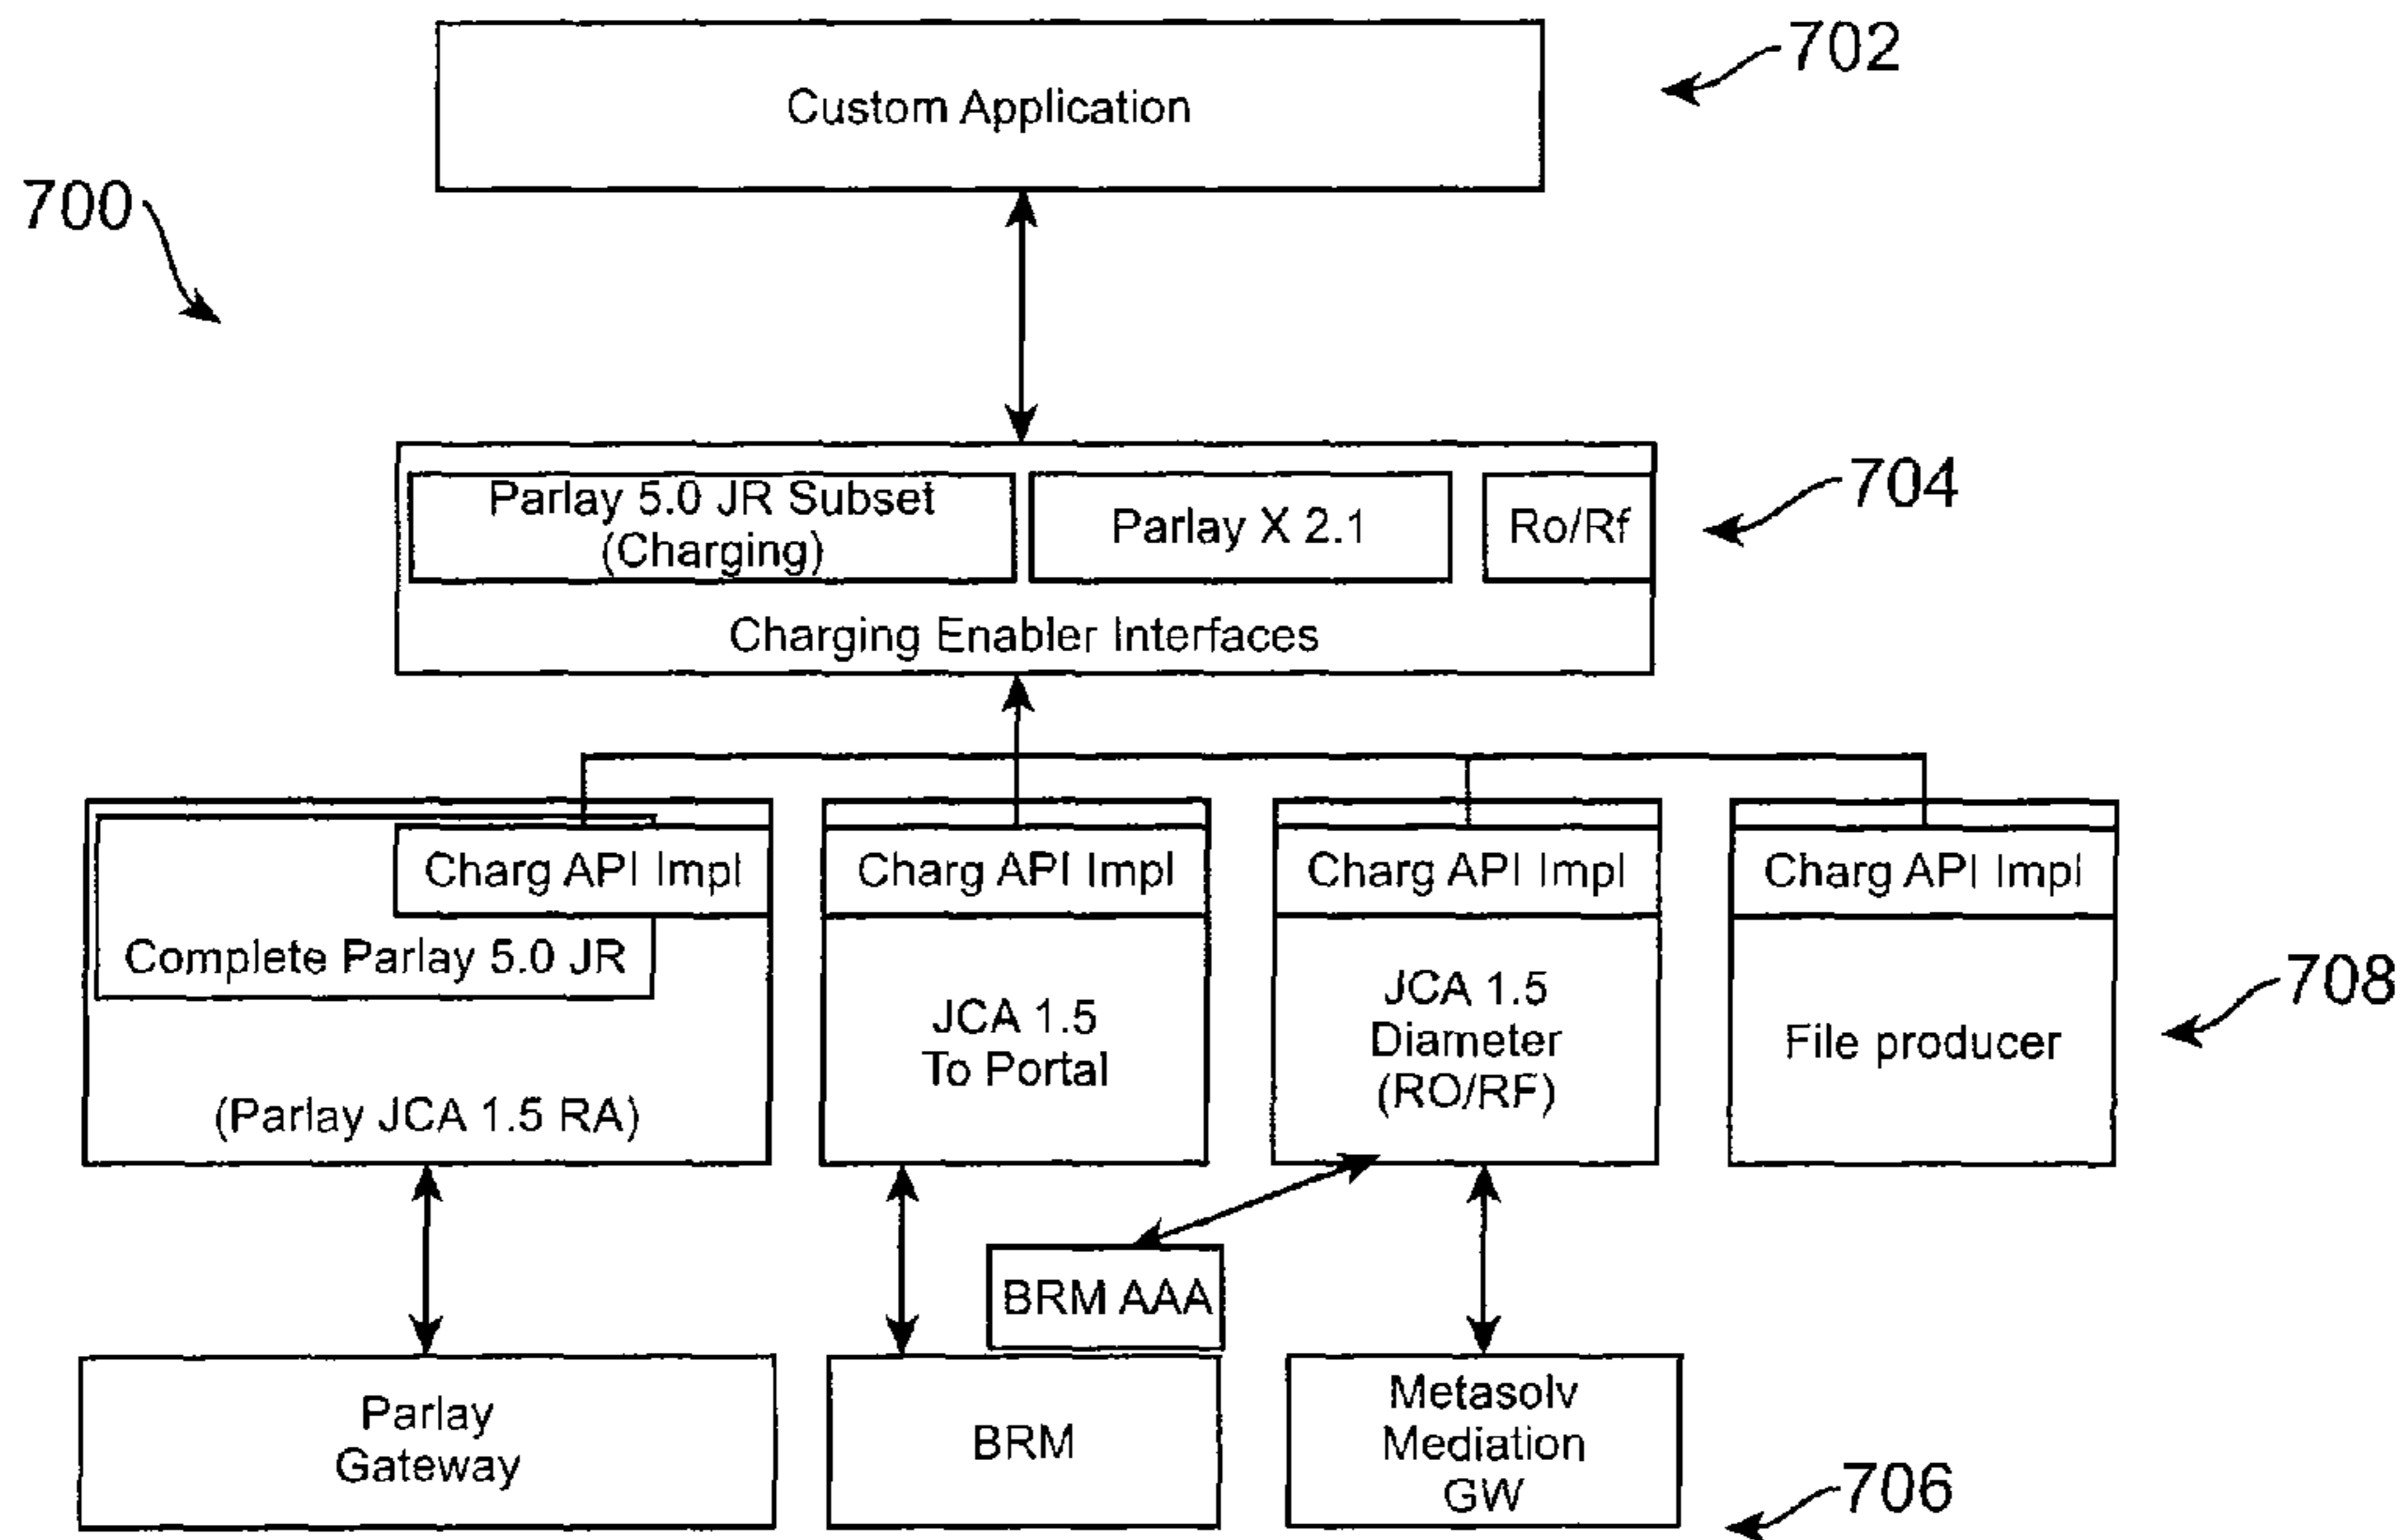 702
Custom Application
700
Parlay 5.0 JR Subset
(Charging)
Parlay X 2.1
Ro/Rf
704
Charging Enabler Interfaces
Charg API Impl
Complete Parlay 5.0 JR
(Parlay JCA 1.5 RA)
Charg API Impl
JCA 1.5
To Portal
Charg API Impl
JCA 1.5
Diameter
(RO/RF)
Charg API Impl
File producer
708
BRM AAA
Parlay
Gateway
BRM
Metasolv
Mediation
GW
706